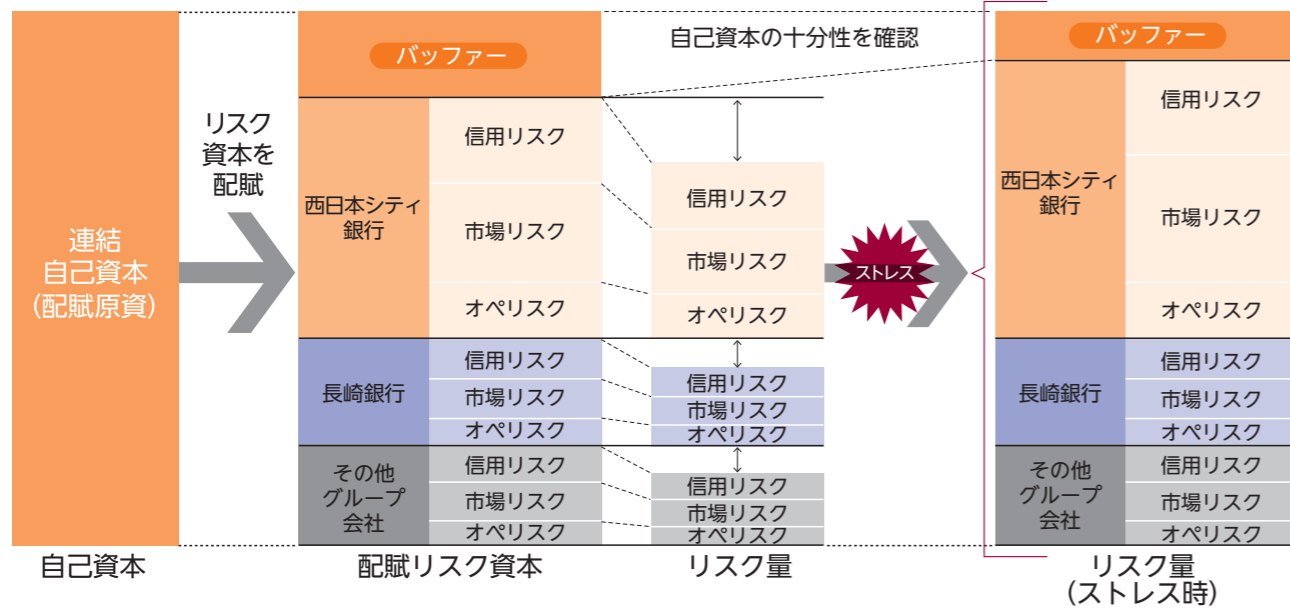 連結
自己資本
(配賦原資)
自己資本
リスク
資本を
配賦
バッファー
西日本シティ
銀行
信用リスク
市場リスク
オペリスク
長崎銀行
信用リスク
市場リスク
オペリスク
その他
グループ
会社
信用リスク
市場リスク
オペリスク
配賦リスク資本
自己資本の十分性を確認
信用リスク
市場リスク
オペリスク
信用リスク
市場リスク
オペリスク
信用リスク
市場リスク
オペリスク
リスク量
ストレス
バッファー
西日本シティ
銀行
信用リスク
市場リスク
オペリスク
長崎銀行
信用リスク
市場リスク
オペリスク
その他
グループ
会社
信用リスク
市場リスク
オペリスク
リスク量
(ストレス時)